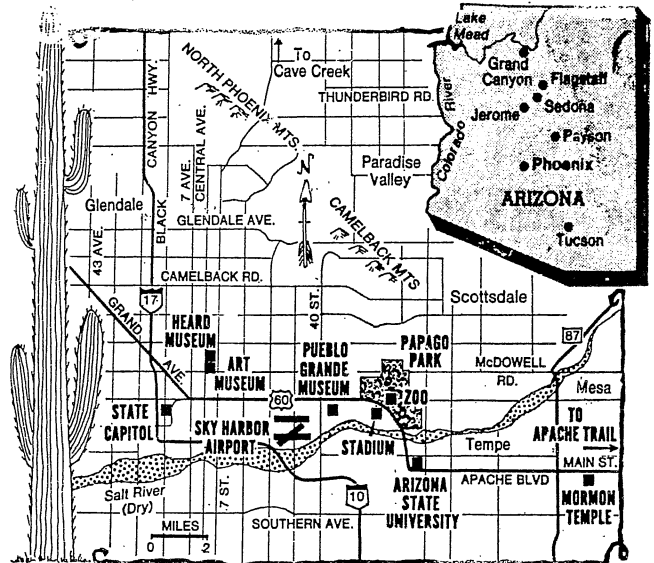 Lake
Mead
Grand
Canyon
Flagstaff
Sedona
Jerome
Payson
Phoenix
ARIZONA
Tucson
Colorado River
To
Cave Creek
NORTH PHOENIX MTS.
THUNDERBIRD RD.
CANYON HWY.
BLACK
7 AVE.
CENTRAL AVE.
Paradise
Valley
N
Glendale
GLENDALE AVE.
CAMELBACK MTS
43 AVE.
CAMELBACK RD.
17
GRAND AVE.
40 ST.
Scottsdale
HEARD
MUSEUM
ART
MUSEUM
PUEBLO
GRANDE
MUSEUM
PAPAGO
PARK
87
McDOWELL
RD.
Mesa
60
ZOO
STATE
CAPITOL
SKY HARBOR
AIRPORT
STADIUM
Tempe
TO
APACHE TRAIL
MAIN ST.
APACHE BLVD
Salt River
(Dry)
7 ST.
10
ARIZONA
STATE
UNIVERSITY
MORMON
TEMPLE
SOUTHERN AVE.
MILES
0 2